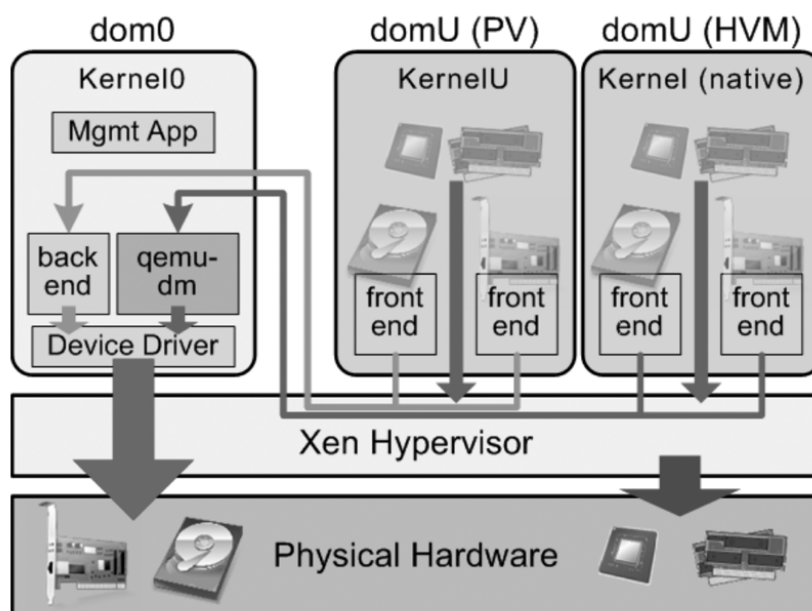 dom0
domU (PV)
domU (HVM)
Kernel0
KernelU
Kernel (native)
Mgmt App
back
end
qemu-
dm
front
end
front
end
front
end
front
end
Device Driver
Xen Hypervisor
Physical Hardware